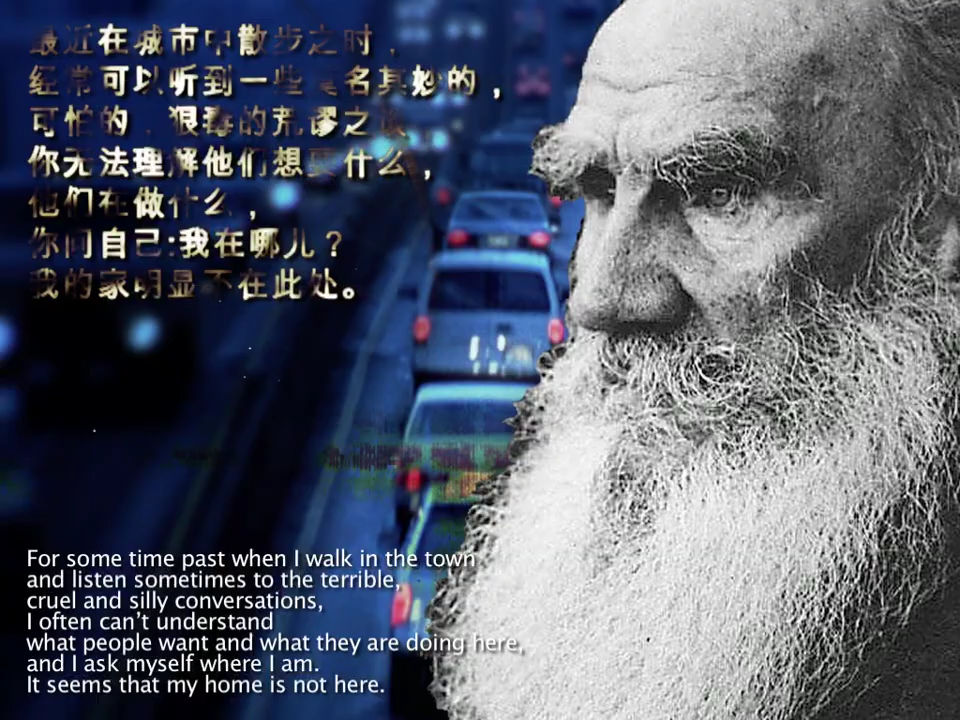 最近在城市中散步之时，
经常可以听到一些莫名其妙的，
可怕的，狠毒的荒谬之谈
你无法理解他们想要什么，
他们在做什么，
你问自己:我在哪儿？
我的家明显不在此处。
For some time past when I walk in the town
and listen sometimes to the terrible,
cruel and silly conversations,
I often can't understand
what people want and what they are doing here,
and I ask myself where I am.
It seems that my home is not here.